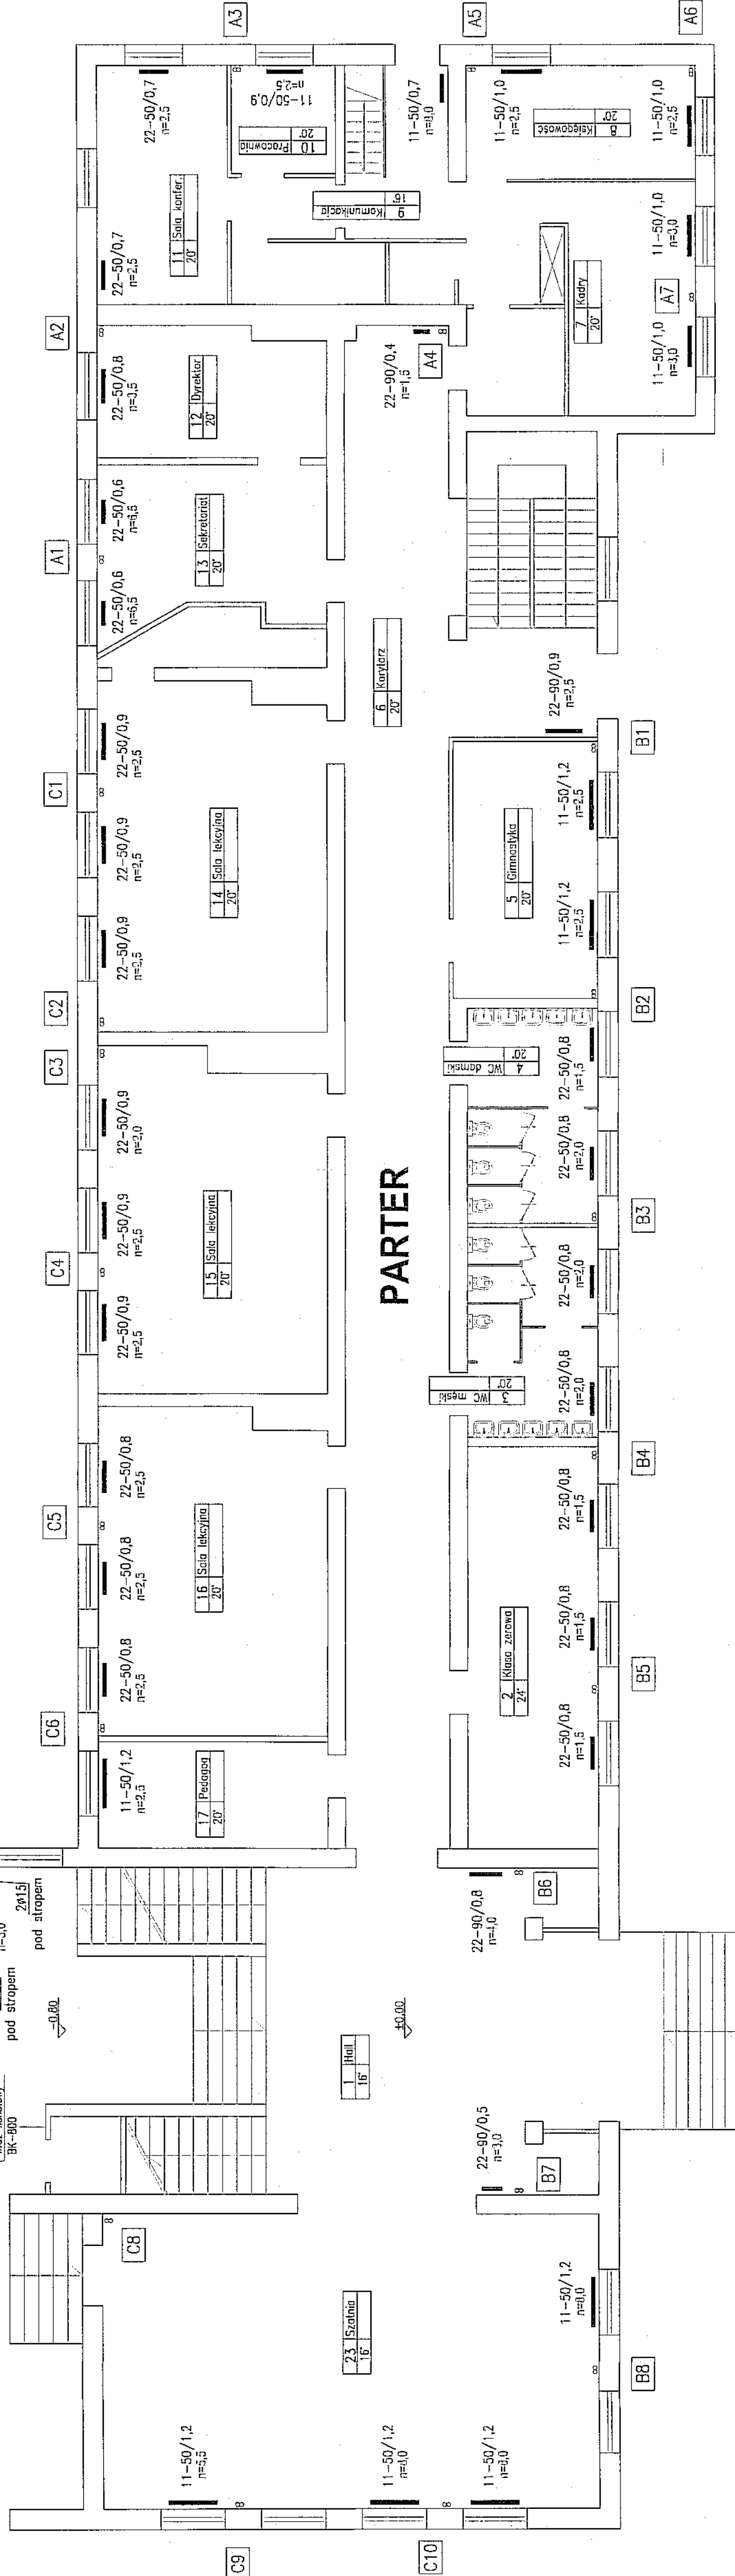 A3
A5
A6
22-50/0,7
n=2,5
11-50/0,9
n=2,5
10 Pracownia
20°
11-50/0,7
n=8,0
11-50/1,0
n=2,5
8 Księgowość
20°
11-50/1,0
n=2,5
11 Sala konfer.
20°
9 Komunikacja
16°
22-50/0,7
n=2,5
11-50/1,0
n=3,0
7 Kadry
20°
A7
11-50/1,0
n=3,0
A2
22-50/0,8
n=3,5
12 Dyrektor
20°
22-90/0,4
n=1,5
A4
22-50/0,6
n=6,5
13 Sekretariat
20°
A1
22-50/0,6
n=6,5
6 Korytarz
20°
22-90/0,9
n=2,5
B1
22-50/0,9
n=2,5
C1
22-50/0,9
n=2,5
14 Sala lekcyjna
20°
22-50/0,9
n=2,5
11-50/1,2
n=2,5
5 Gimnastyka
20°
11-50/1,2
n=2,5
C2
B2
C3
4 WC damski
20°
22-50/0,8
n=1,5
22-50/0,9
n=2,0
22-50/0,8
n=2,0
22-50/0,9
n=2,5
15 Sala lekcyjna
20°
C4
PARTER
B3
22-50/0,8
n=2,0
22-50/0,9
n=2,5
3 WC męski
20°
22-50/0,8
n=2,0
22-50/0,8
n=2,5
B4
22-50/0,8
n=1,5
C5
22-50/0,8
n=2,5
16 Sala lekcyjna
20°
22-50/0,8
n=1,5
2 Klasa zerowa
24°
B5
22-50/0,8
n=2,5
C6
22-50/0,8
n=1,5
11-50/1,2
n=2,5
17 Pedagog
20°
n=3,0
2ø15
pod stropem
pod stropem
22-90/0,8
n=4,0
B6
-0,80
±0,00
1 Hall
16°
BK-800
22-90/0,5
n=3,0
B7
C8
11-50/1,2
n=8,0
23 Szatnia
16°
B8
11-50/1,2
n=5,5
11-50/1,2
n=8,0
11-50/1,2
n=8,0
C9
C10